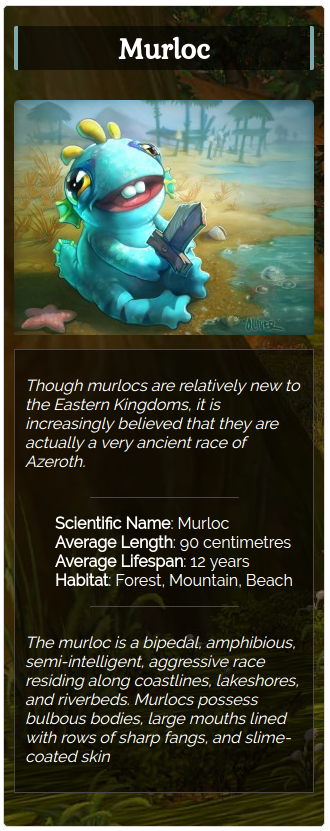 Murloc
OLIVER
Though murlocs are relatively new to
the Eastern Kingdoms, it is
increasingly believed that they are
actually a very ancient race of
Azeroth.
Scientific Name: Murloc
Average Length: 90 centimetres
Average Lifespan: 12 years
Habitat: Forest, Mountain, Beach
The murloc is a bipedal, amphibious,
semi-intelligent, aggressive race
residing along coastlines, lakeshores,
and riverbeds. Murlocs possess
bulbous bodies, large mouths lined
with rows of sharp fangs, and slime-
coated skin